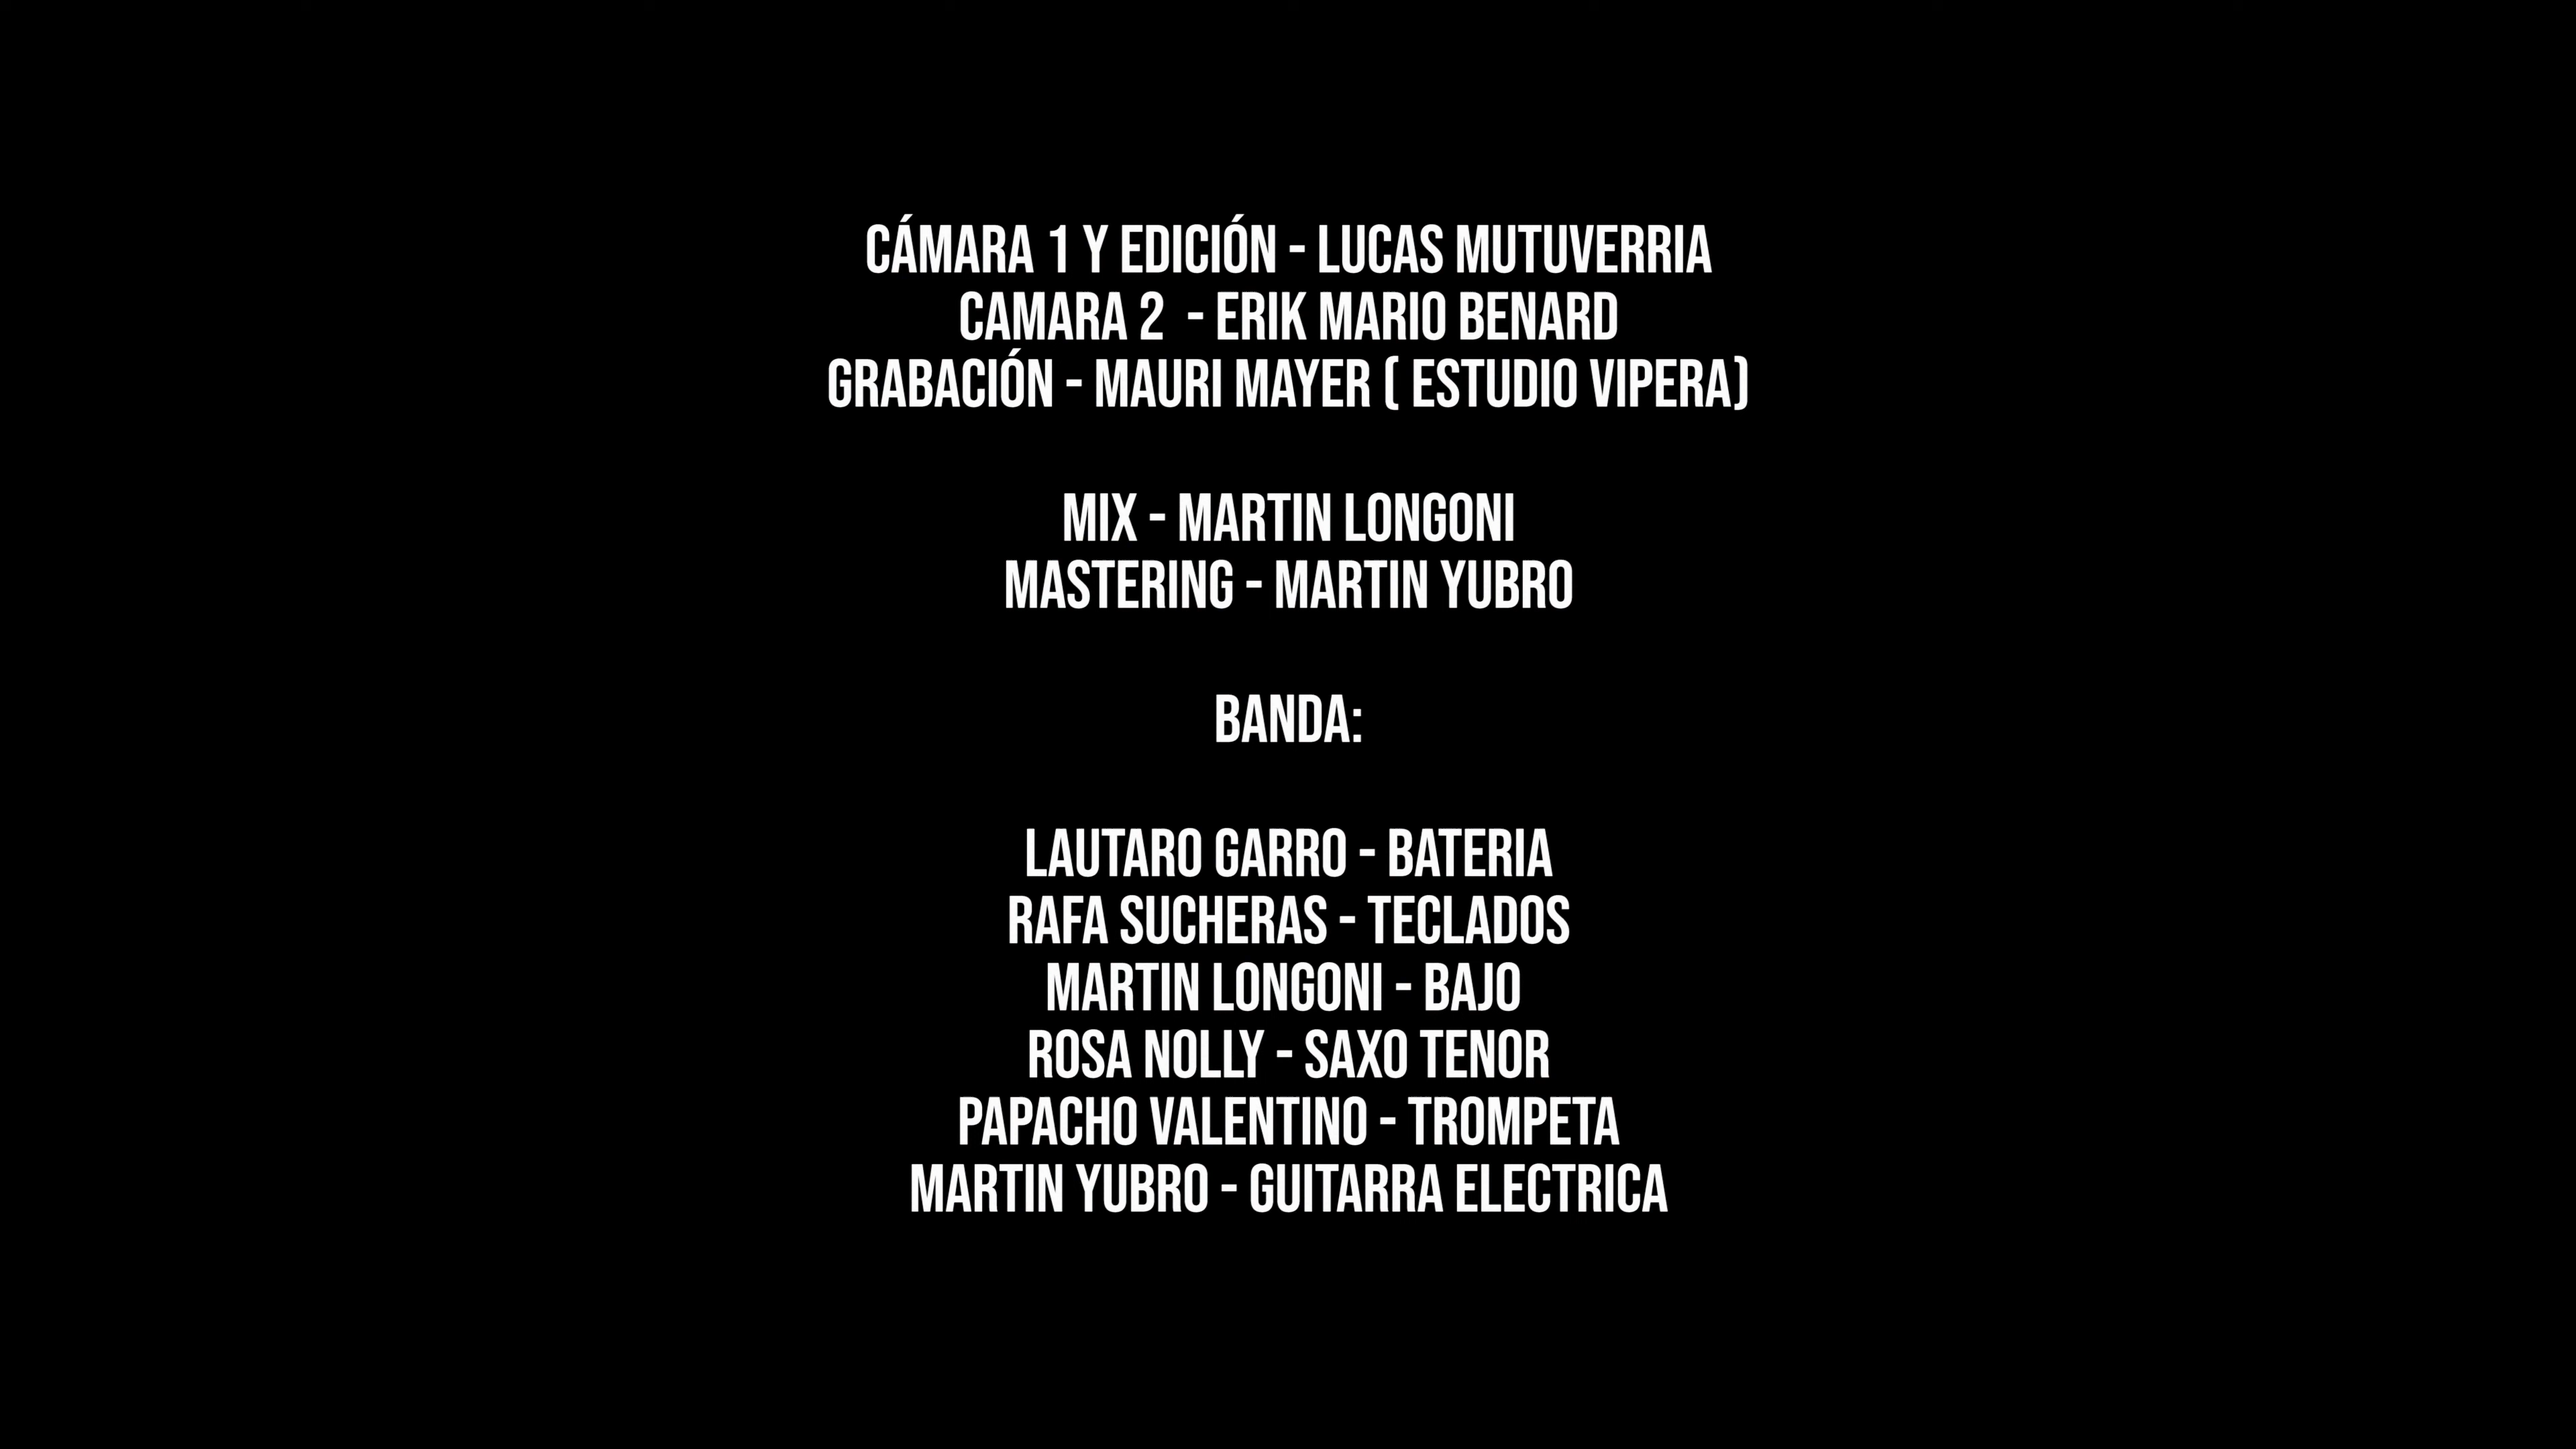 CÁMARA 1 Y EDICIÓN - LUCAS MUTUVERRIA
CAMARA 2  - ERIK MARIO BENARD
GRABACIÓN - MAURI MAYER ( ESTUDIO VIPERA)
MIX - MARTIN LONGONI
MASTERING - MARTIN YUBRO
BANDA:
LAUTARO GARRO - BATERIA
RAFA SUCHERAS - TECLADOS
MARTIN LONGONI - BAJO
ROSA NOLLY - SAXO TENOR
PAPACHO VALENTINO - TROMPETA
MARTIN YUBRO - GUITARRA ELECTRICA